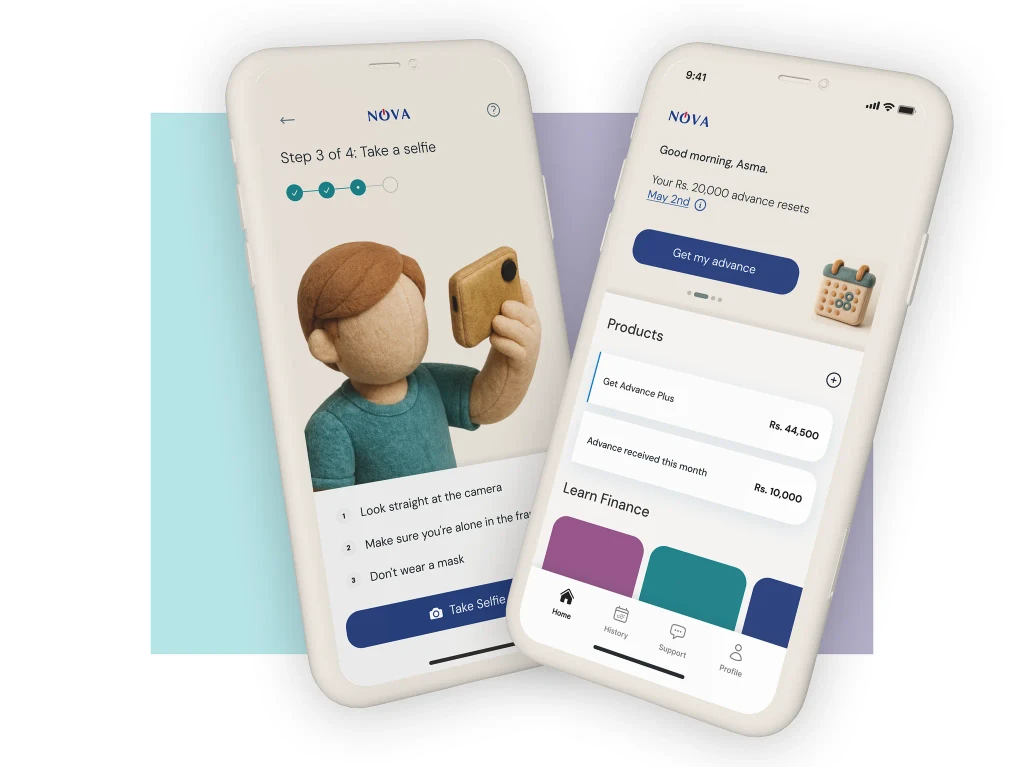 NOVA
Step 3 of 4: Take a selfie
1 Look straight at the camera
2 Make sure you're alone in the
3 Don't wear a mask
Take Selfie
9:41
NOVA
Good morning, Asma.
Your Rs. 20,000 advance resets
May 2nd
Get my advance
Products
Get Advance Plus
Rs. 44,500
Advance received this month
Rs. 10,000
Learn Finance
Home
History
Support
Profile